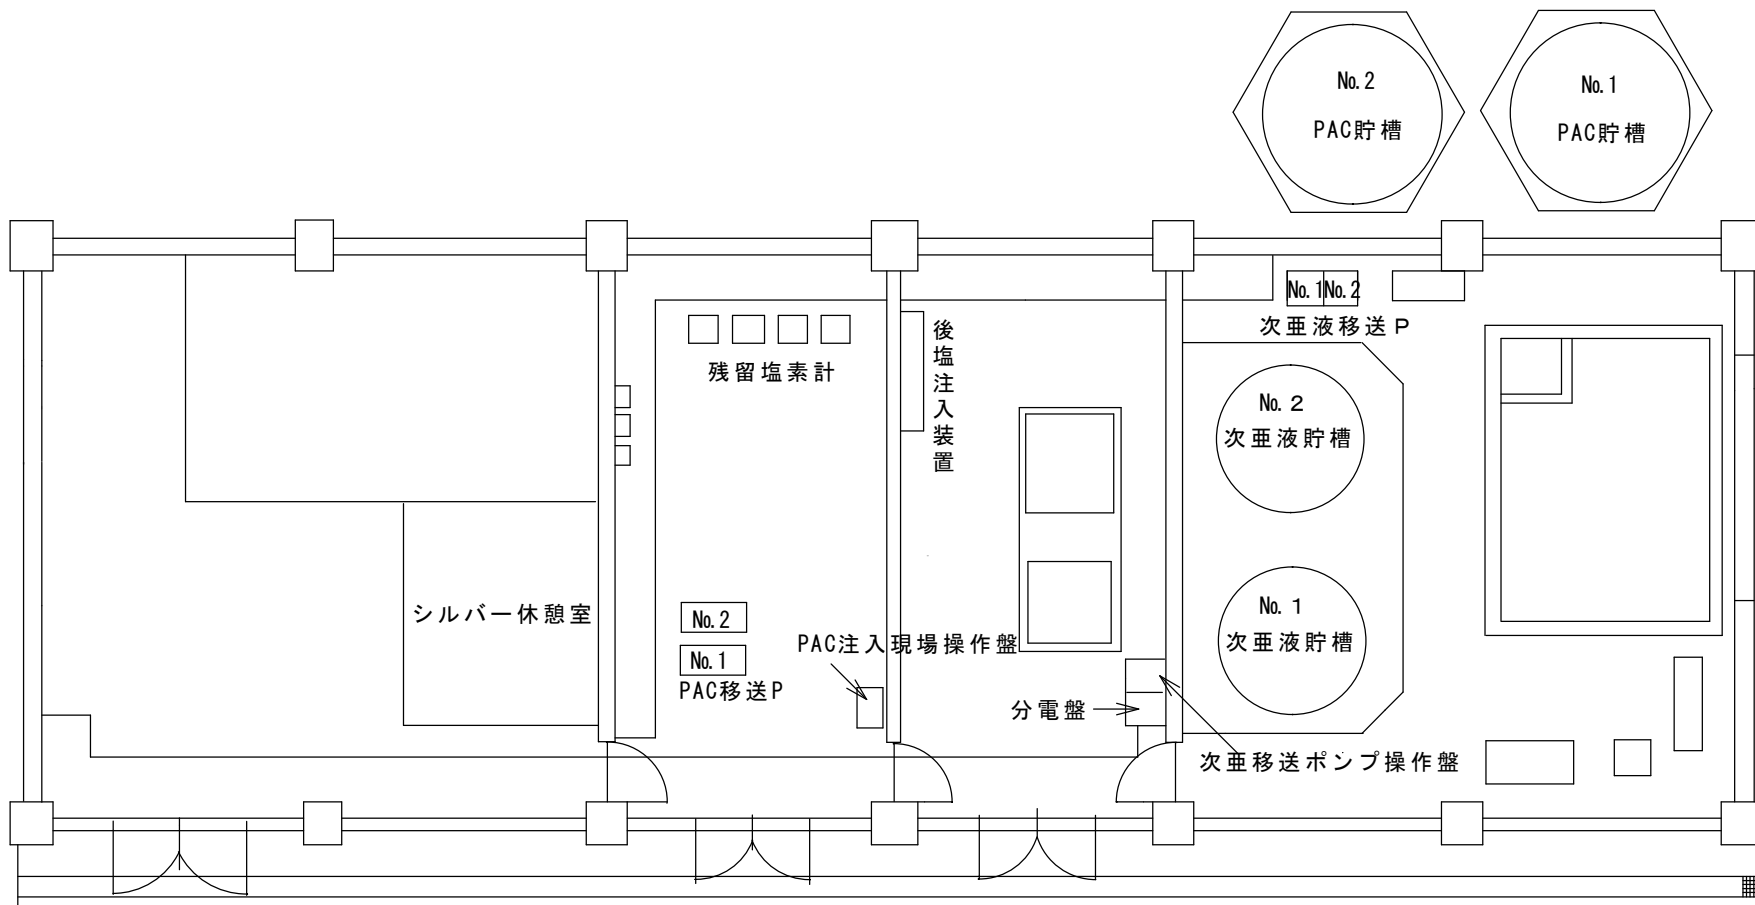 No.2
PAC貯槽
No.1
PAC貯槽
No.1
No.2
次亜液移送P
残留塩素計
後塩注入装置
No.2
次亜液貯槽
No.1
次亜液貯槽
シルバー休憩室
No.2
No.1
PAC移送P
PAC注入現場操作盤
分電盤
次亜移送ポンプ操作盤